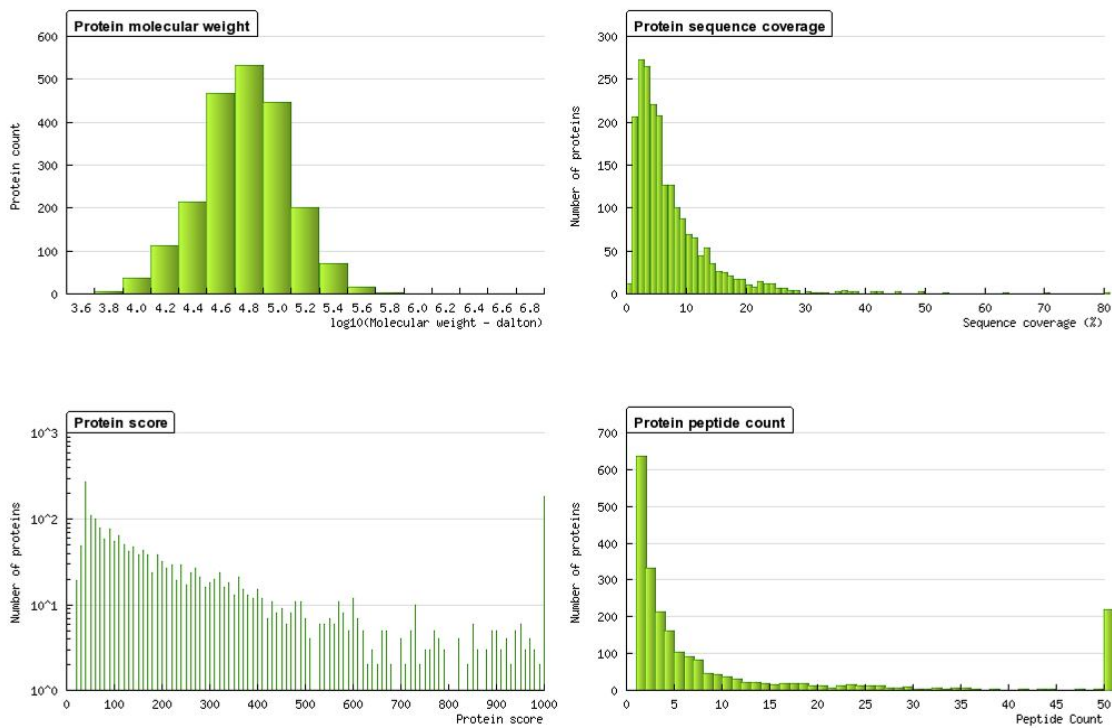 Protein molecular weight
600
500
400
300
200
100
0
Protein count
3.6 3.8 4.0 4.2 4.4 4.6 4.8 5.0 5.2 5.4 5.6 5.8 6.0 6.2 6.4 6.6 6.8
log10(Molecular weight - dalton)
Protein sequence coverage
300
250
200
150
100
50
0
Number of proteins
0 10 20 30 40 50 60 70 80
Sequence coverage (%)
Protein score
10^3
10^2
10^1
10^0
Number of proteins
0 100 200 300 400 500 600 700 800 900 1000
Protein score
Protein peptide count
700
600
500
400
300
200
100
0
Number of proteins
0 5 10 15 20 25 30 35 40 45 50
Peptide Count